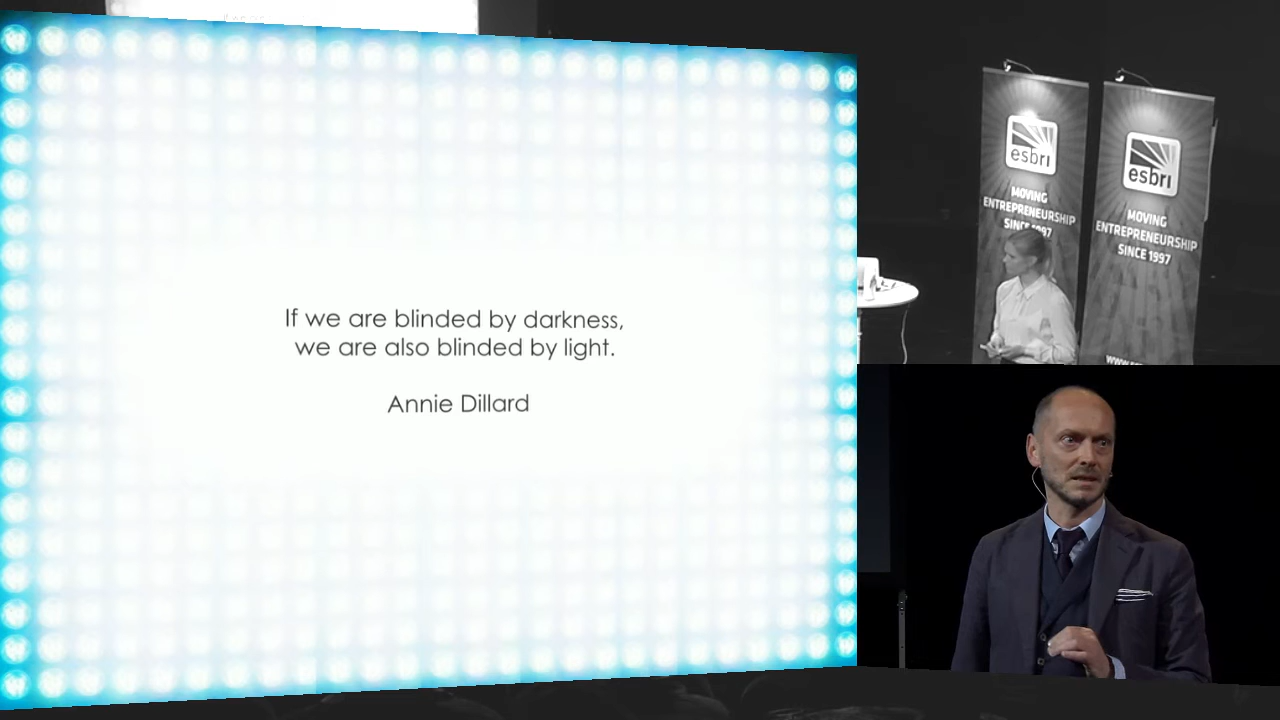 If we are blinded by darkness,
we are also blinded by light.
Annie Dillard
esbri
MOVING
ENTREPRENEURSHIP
SINCE 1997
esbri
MOVING
ENTREPRENEURSHIP
SINCE 1997